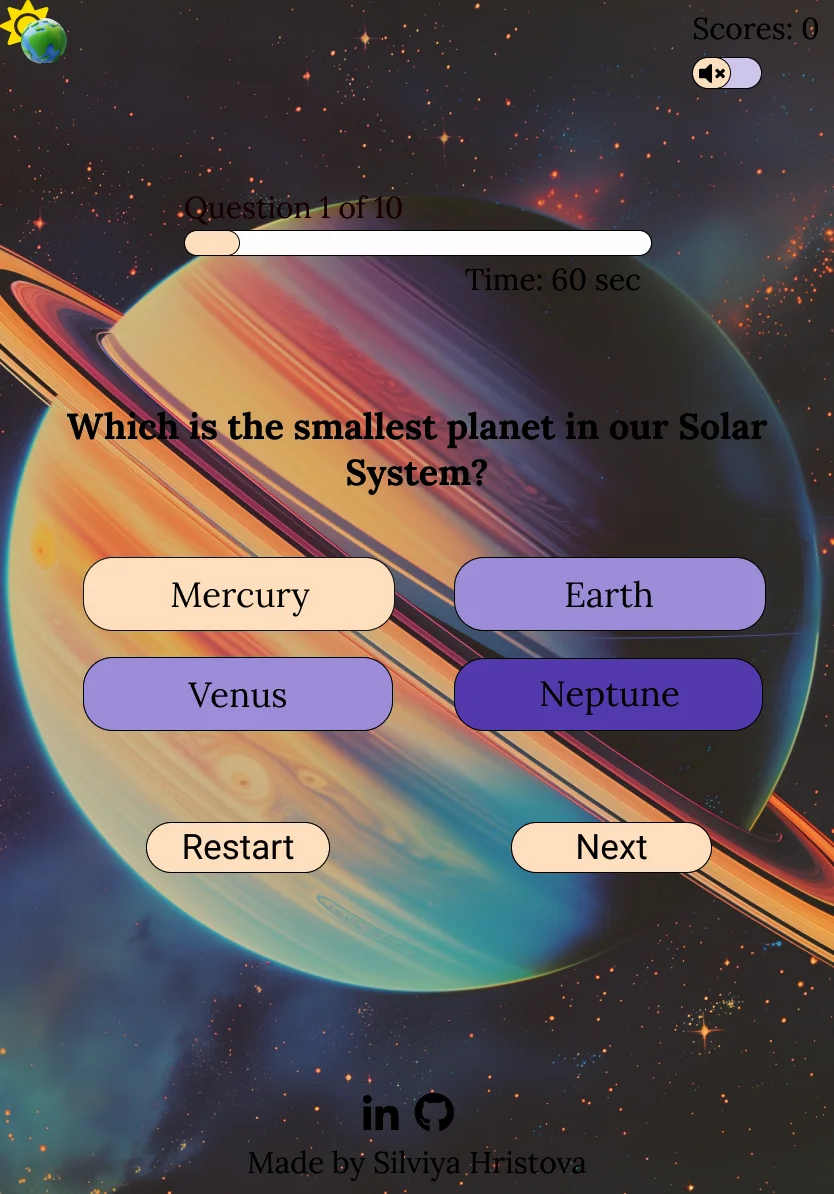 Scores: 0
Question 1 of 10
Time: 60 sec
Which is the smallest planet in our Solar
System?
Mercury
Earth
Venus
Neptune
Restart
Next
in
Made by Silviya Hristova